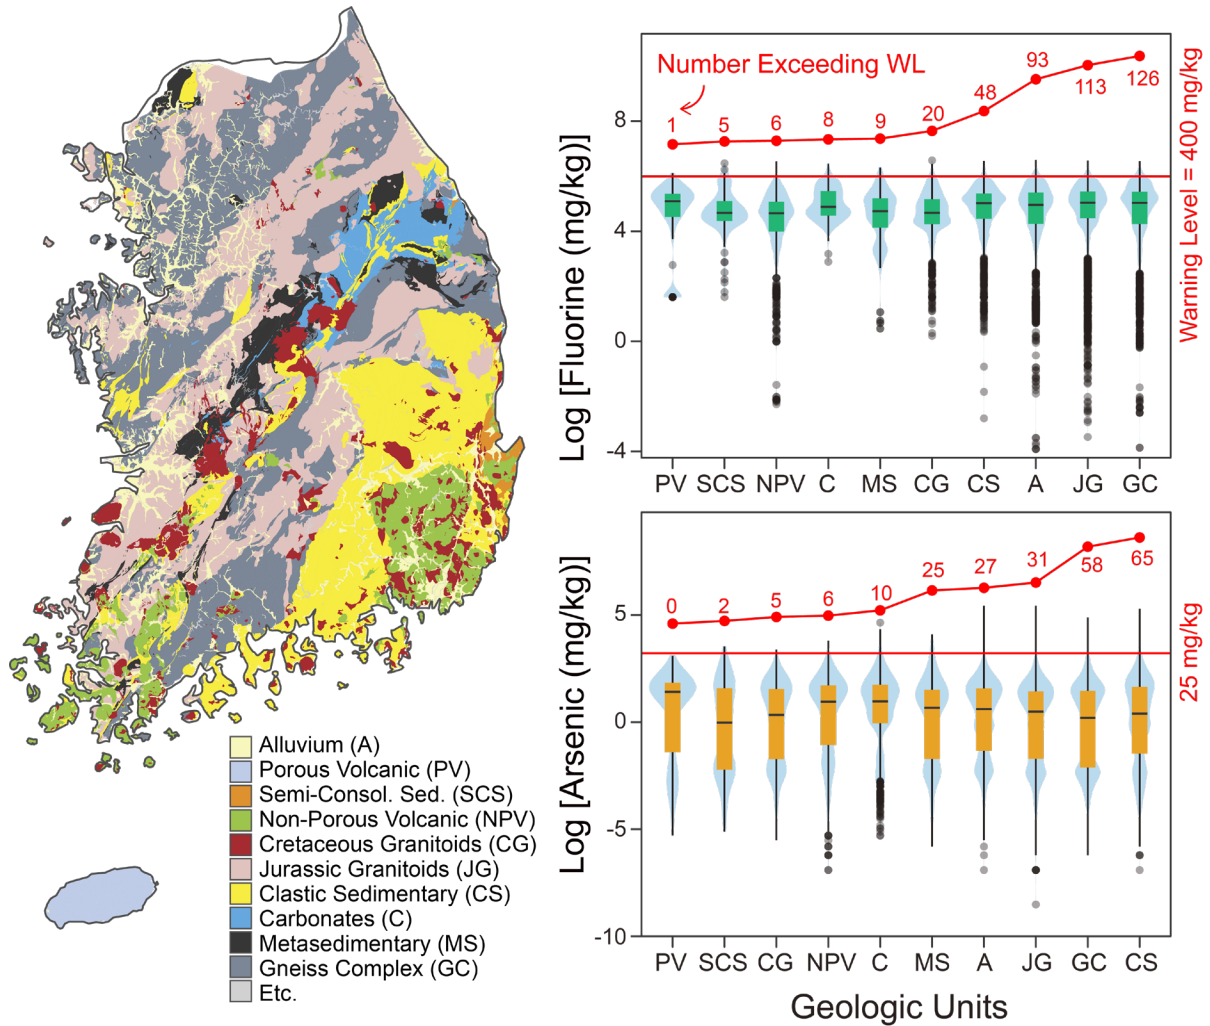 Alluvium (A)
Porous Volcanic (PV)
Semi-Consol. Sed. (SCS)
Non-Porous Volcanic (NPV)
Cretaceous Granitoids (CG)
Jurassic Granitoids (JG)
Clastic Sedimentary (CS)
Carbonates (C)
Metasedimentary (MS)
Gneiss Complex (GC)
Etc.
Log [Fluorine (mg/kg)]
8
4
0
-4
Number Exceeding WL
1 5 6 8 9 20 48 93 113 126
PV SCS NPV C MS CG CS A JG GC
Warning Level = 400 mg/kg
Log [Arsenic (mg/kg)]
5
0
-5
-10
0 2 5 6 10 25 27 31 58 65
PV SCS CG NPV C MS A JG GC CS
25 mg/kg
Geologic Units